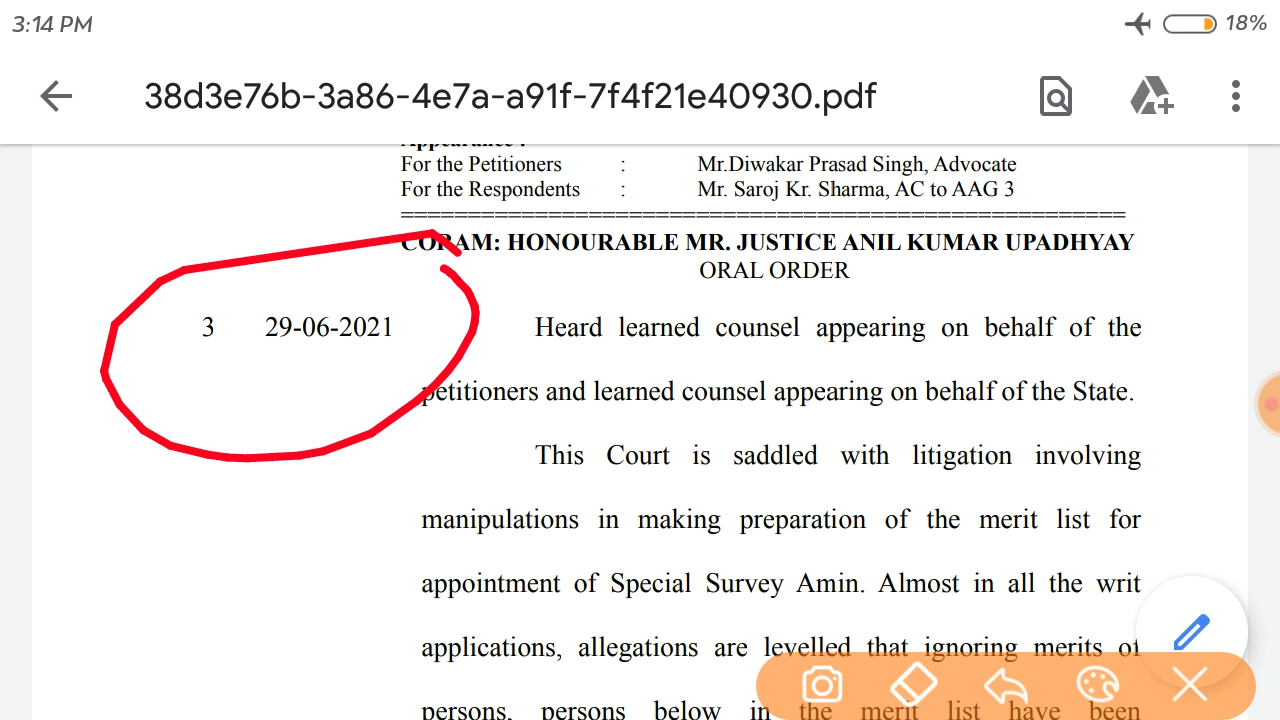 3:14 PM
18%
38d3e76b-3a86-4e7a-a91f-7f4f21e40930.pdf
Appearance :
For the Petitioners : Mr.Diwakar Prasad Singh, Advocate
For the Respondents : Mr. Saroj Kr. Sharma, AC to AAG 3
======================================================
CORAM: HONOURABLE MR. JUSTICE ANIL KUMAR UPADHYAY
ORAL ORDER
3 29-06-2021 Heard learned counsel appearing on behalf of the
petitioners and learned counsel appearing on behalf of the State.
This Court is saddled with litigation involving
manipulations in making preparation of the merit list for
appointment of Special Survey Amin. Almost in all the writ
applications, allegations are levelled that ignoring merits of
persons, persons below in the merit list have been